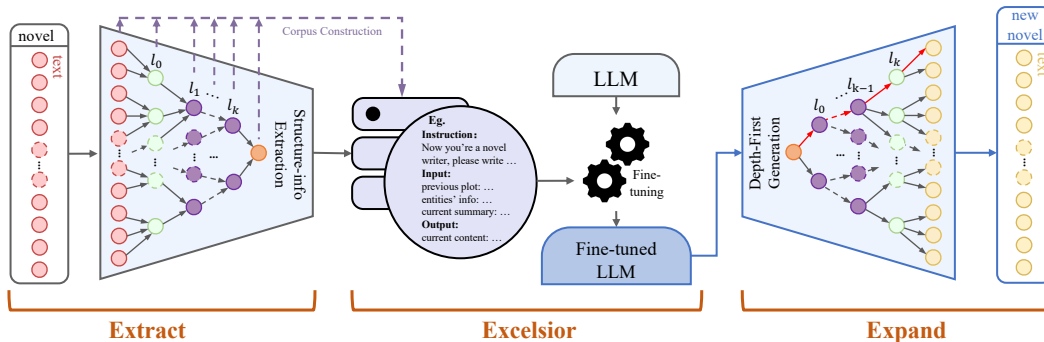 novel
text
...
l0
l1
...
lk
...
...
Corpus Construction
Structure-info
Extraction
Eg.
Instruction:
Now you're a novel
writer, please write ...
Input:
previous plot: ...
entities' info: ...
current summary: ...
Output:
current content: ...
LLM
Fine-
tuning
Fine-tuned
LLM
Depth-First
Generation
l0
...
lk−1
lk
...
...
new
novel
text
...
Extract
Excelsior
Expand